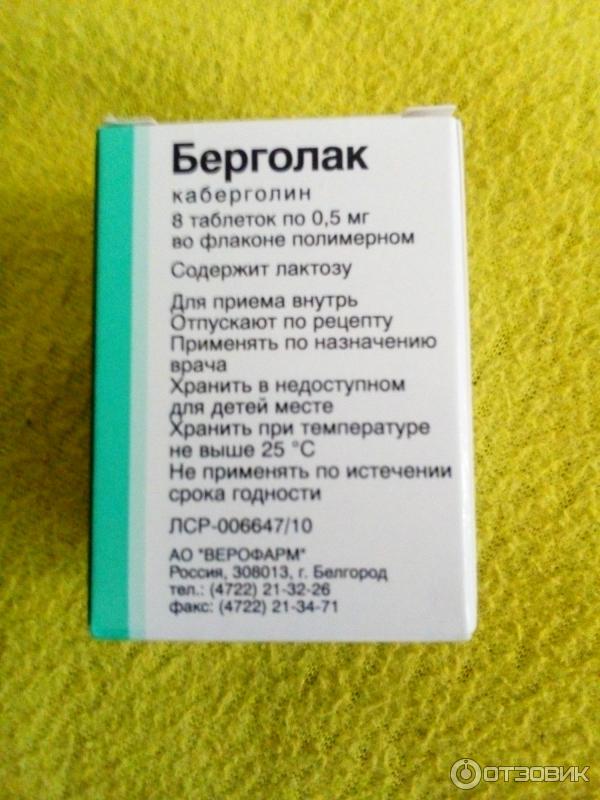 Берголак
каберголин
8 таблеток по 0,5 мг
во флаконе полимерном
Содержит лактозу
Для приема внутрь
Отпускают по рецепту
Применять по назначению
врача
Хранить в недоступном
для детей месте
Хранить при температуре
не выше 25 °С
Не применять по истечении
срока годности
ЛСР-006647/10
АО "ВЕРОФАРМ"
Россия, 308013, г. Белгород
тел.: (4722) 21-32-26
факс: (4722) 21-34-71
ОТЗОВИК